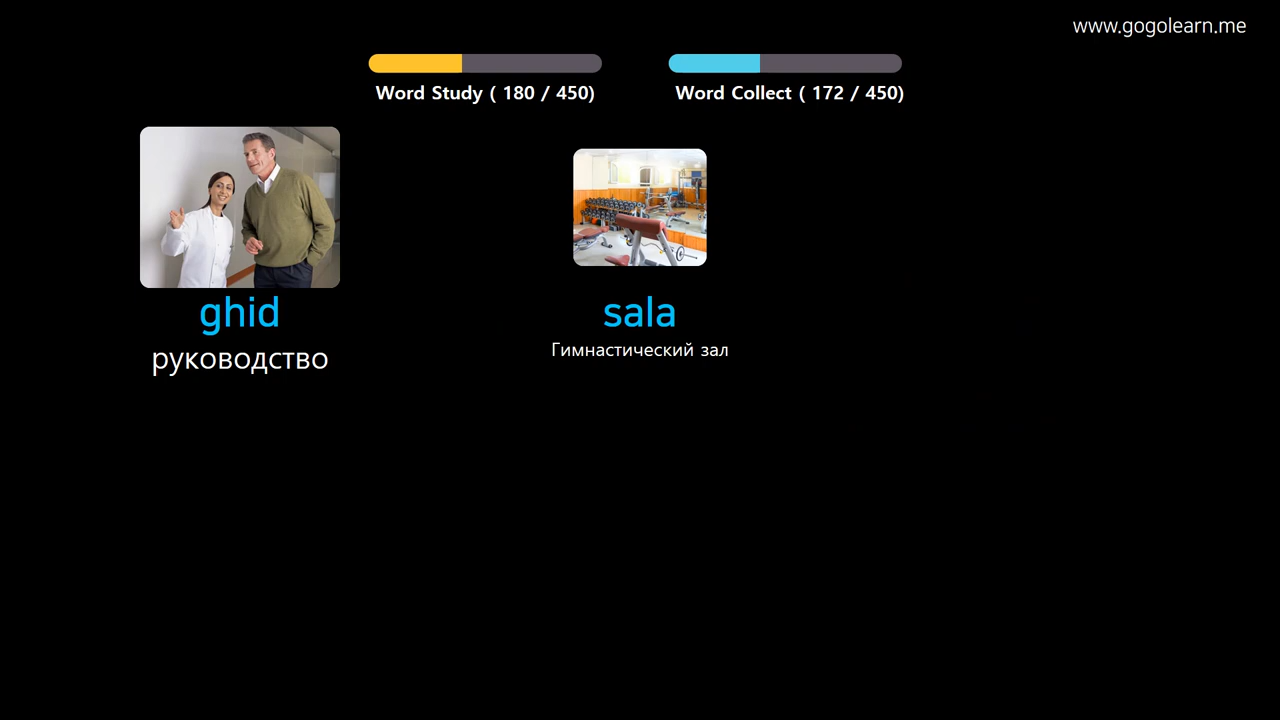 www.gogolearn.me
Word Study ( 180 / 450)
Word Collect ( 172 / 450)
ghid
руководство
sala
Гимнастический зал